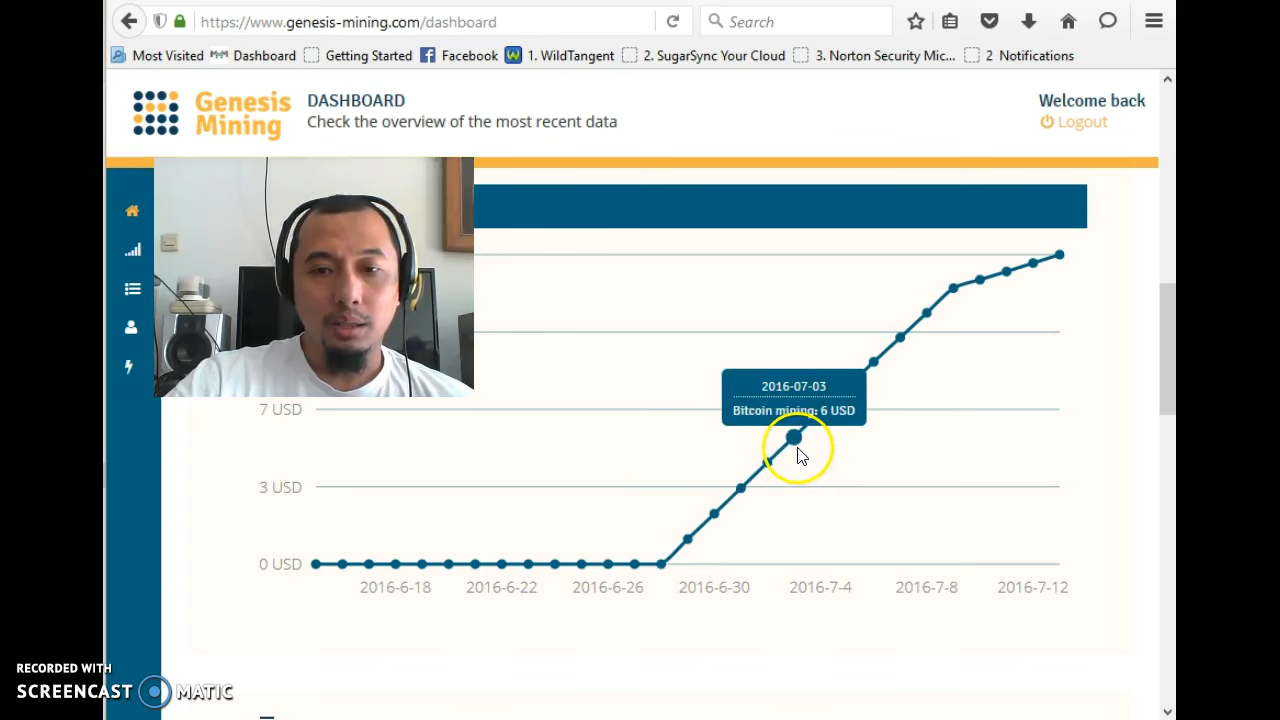 https://www.genesis-mining.com/dashboard
Search
Most Visited
Dashboard
Getting Started
Facebook
1. WildTangent
2. SugarSync Your Cloud
3. Norton Security Mic...
2 Notifications
Genesis
Mining
DASHBOARD
Check the overview of the most recent data
Welcome back
Logout
2016-07-03
Bitcoin mining: 6 USD
7 USD
3 USD
0 USD
2016-6-18
2016-6-22
2016-6-26
2016-6-30
2016-7-4
2016-7-8
2016-7-12
RECORDED WITH
SCREENCAST MATIC